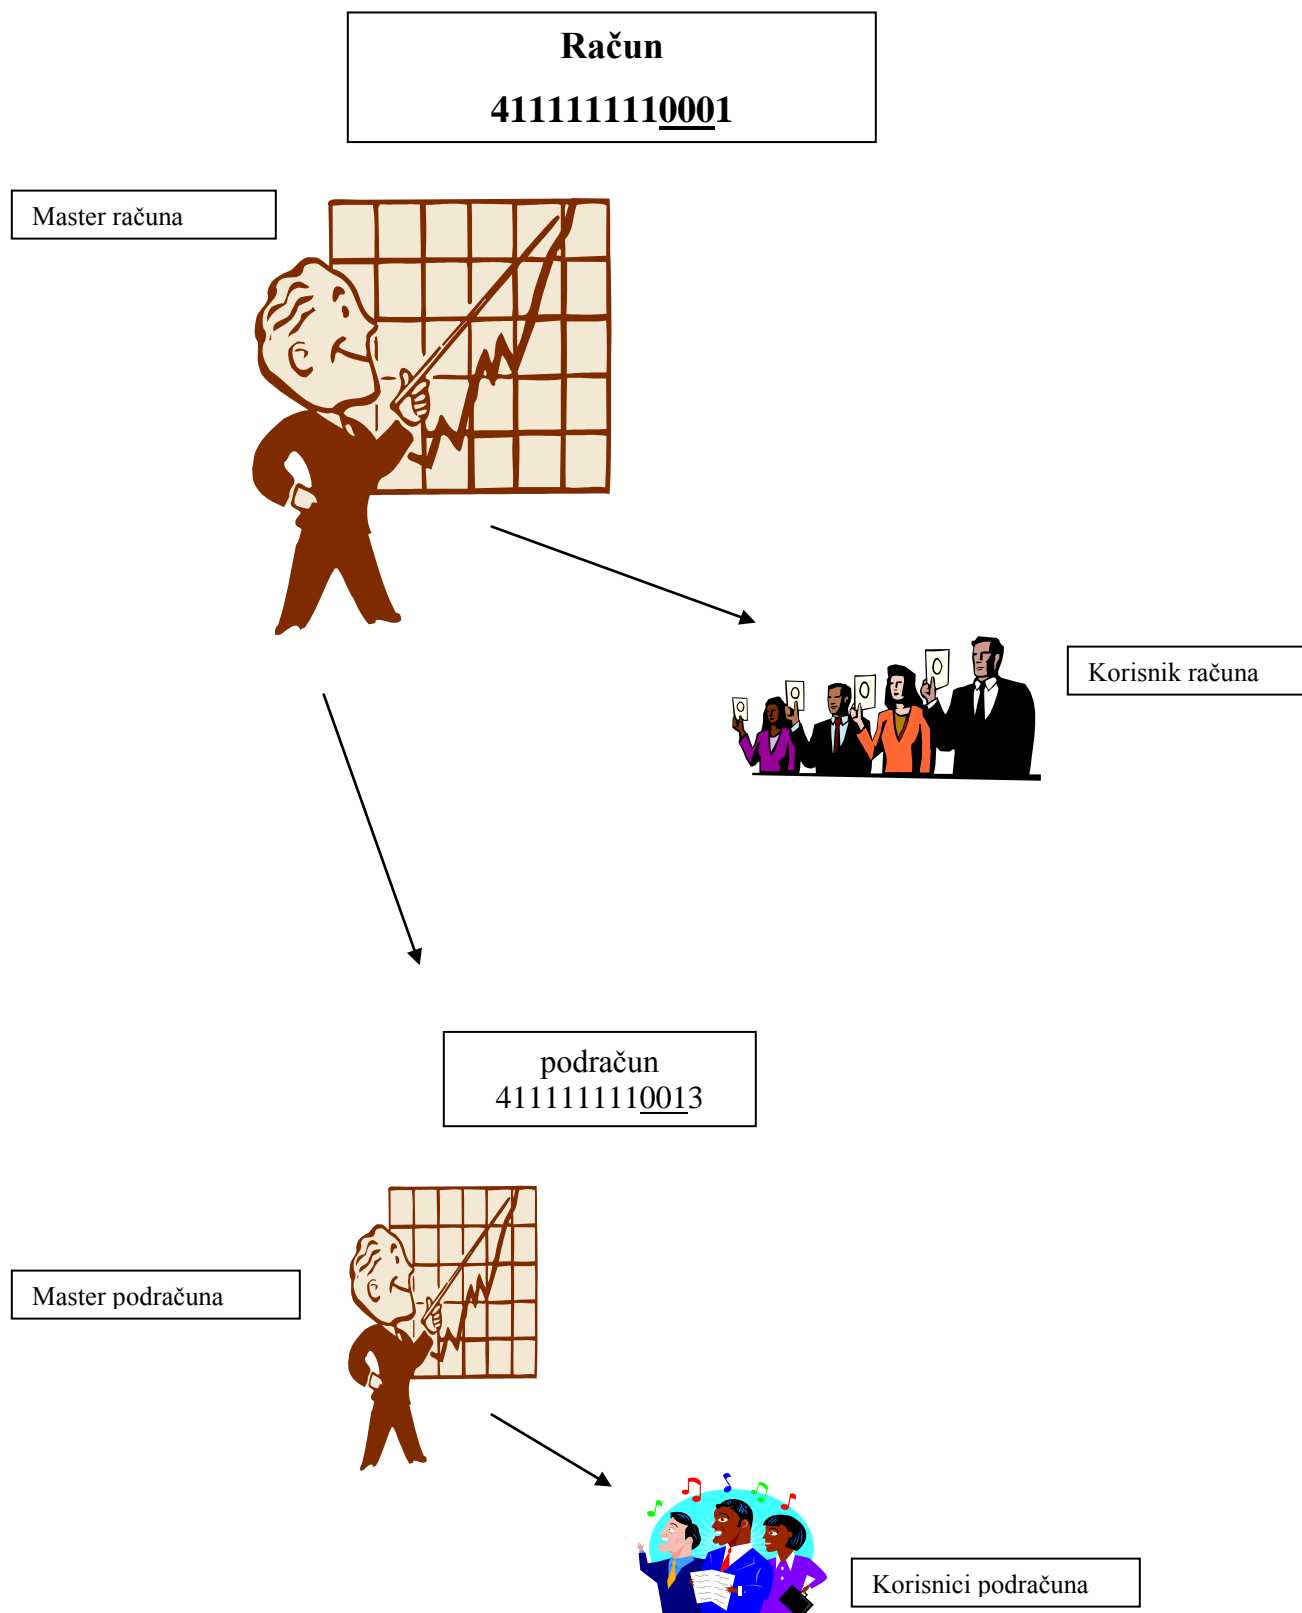 Račun
4111111110001
Master računa
Korisnik računa
podračun
4111111110013
Master podračuna
Korisnici podračuna